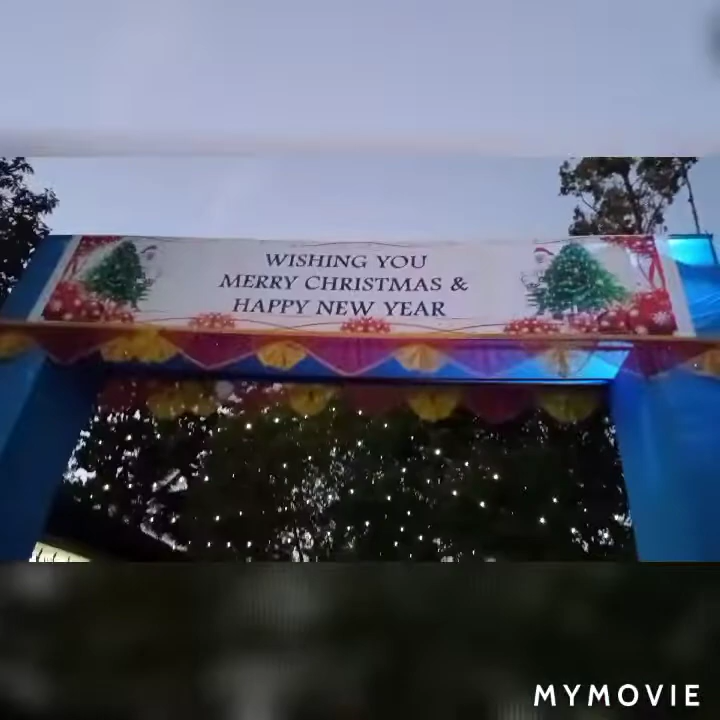 WISHING YOU
MERRY CHRISTMAS &
HAPPY NEW YEAR
MYMOVIE